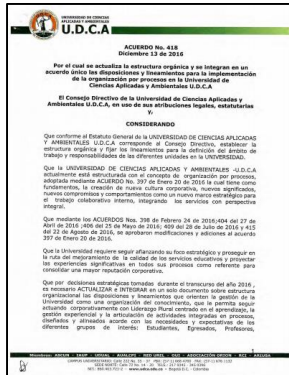 UNIVERSIDAD DE CIENCIAS
APLICADAS Y AMBIENTALES
U.D.C.A
ACUERDO No. 418
Diciembre 13 de 2016
Por el cual se actualiza la estructura orgánica y se integran en un
acuerdo único las disposiciones y lineamientos para la implementación
de la organización por procesos en la Universidad de
Ciencias Aplicadas y Ambientales U.D.C.A
El Consejo Directivo de la Universidad de Ciencias Aplicadas y
Ambientales U.D.C.A, en uso de sus atribuciones legales, estatutarias
y,
CONSIDERANDO
Que conforme al Estatuto General de la UNIVERSIDAD DE CIENCIAS APLICADAS
Y AMBIENTALES U.D.C.A corresponde al Consejo Directivo, establecer la
estructura orgánica y fijar los lineamientos para la definición del ámbito de
trabajo y responsabilidades de las diferentes unidades en la UNIVERSIDAD.
Que la UNIVERSIDAD DE CIENCIAS APLICADAS Y AMBIENTALES -U.D.C.A
actualmente está estructurada con el concepto de organización por procesos,
adoptada mediante ACUERDO No. 397 de Enero 20 de 2016 la cual tiene como
fundamentos, la creación de nueva cultura corporativa, nuevos significados,
nuevos compromisos y comportamientos como un nuevo marco estratégico para
el trabajo colaborativo interno, integrando los servicios con perspectiva
integral.
Que mediante los ACUERDOS Nos. 398 de Febrero 24 de 2016;404 del 27 de
Abril de 2016 ;406 del 25 de Mayo de 2016; 409 del 28 de Julio de 2016 y 415
del 22 de Agosto de 2016, se aprobaron modificaciones y adiciones al acuerdo
397 de Enero 20 de 2016.
Que la Universidad requiere seguir afianzando su foco estratégico y proseguir en
la ruta del mejoramiento de la calidad de los servicios educativos y proyectar
las experiencias significativas en todos sus procesos como referente para
consolidar una mayor reputación corporativa.
Que por decisiones estratégicas tomadas durante el transcurso del año 2016 ,
es necesario ACTUALIZAR e INTEGRAR en un solo documento sobre estructura
organizacional las disposiciones y lineamientos que orienten la gestión de la
Universidad como una organización del conocimiento, que le permita seguir
actuando corporativamente con Liderazgo Plural centrado en el aprendizaje, la
gestión experiencial y la articulación de actividades integradas en procesos,
diseñados y alineados acorde con las necesidades y expectativas de los
diferentes grupos de interés: Estudiantes, Egresados, Profesores,